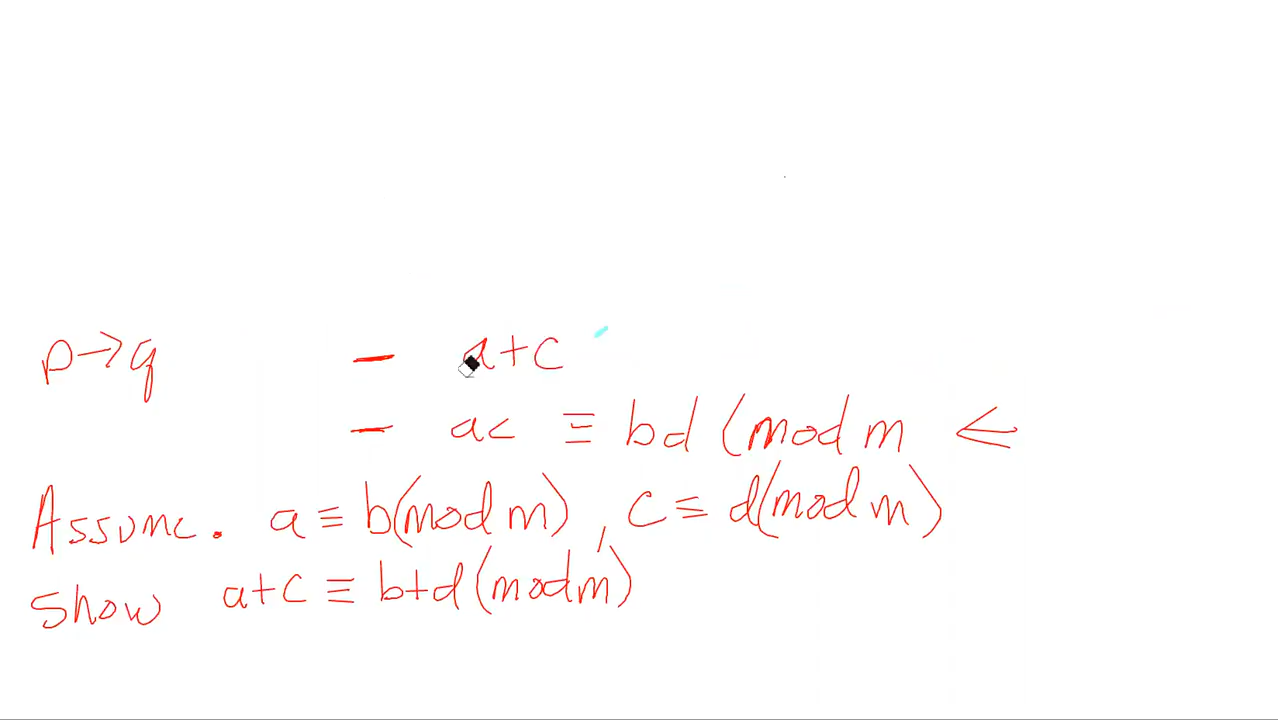 p→q - a+c
- ac ≡ bd (mod m <
Assume. a ≡ b(mod m), c ≡ d(mod m)
Show a+c ≡ b+d (mod m)